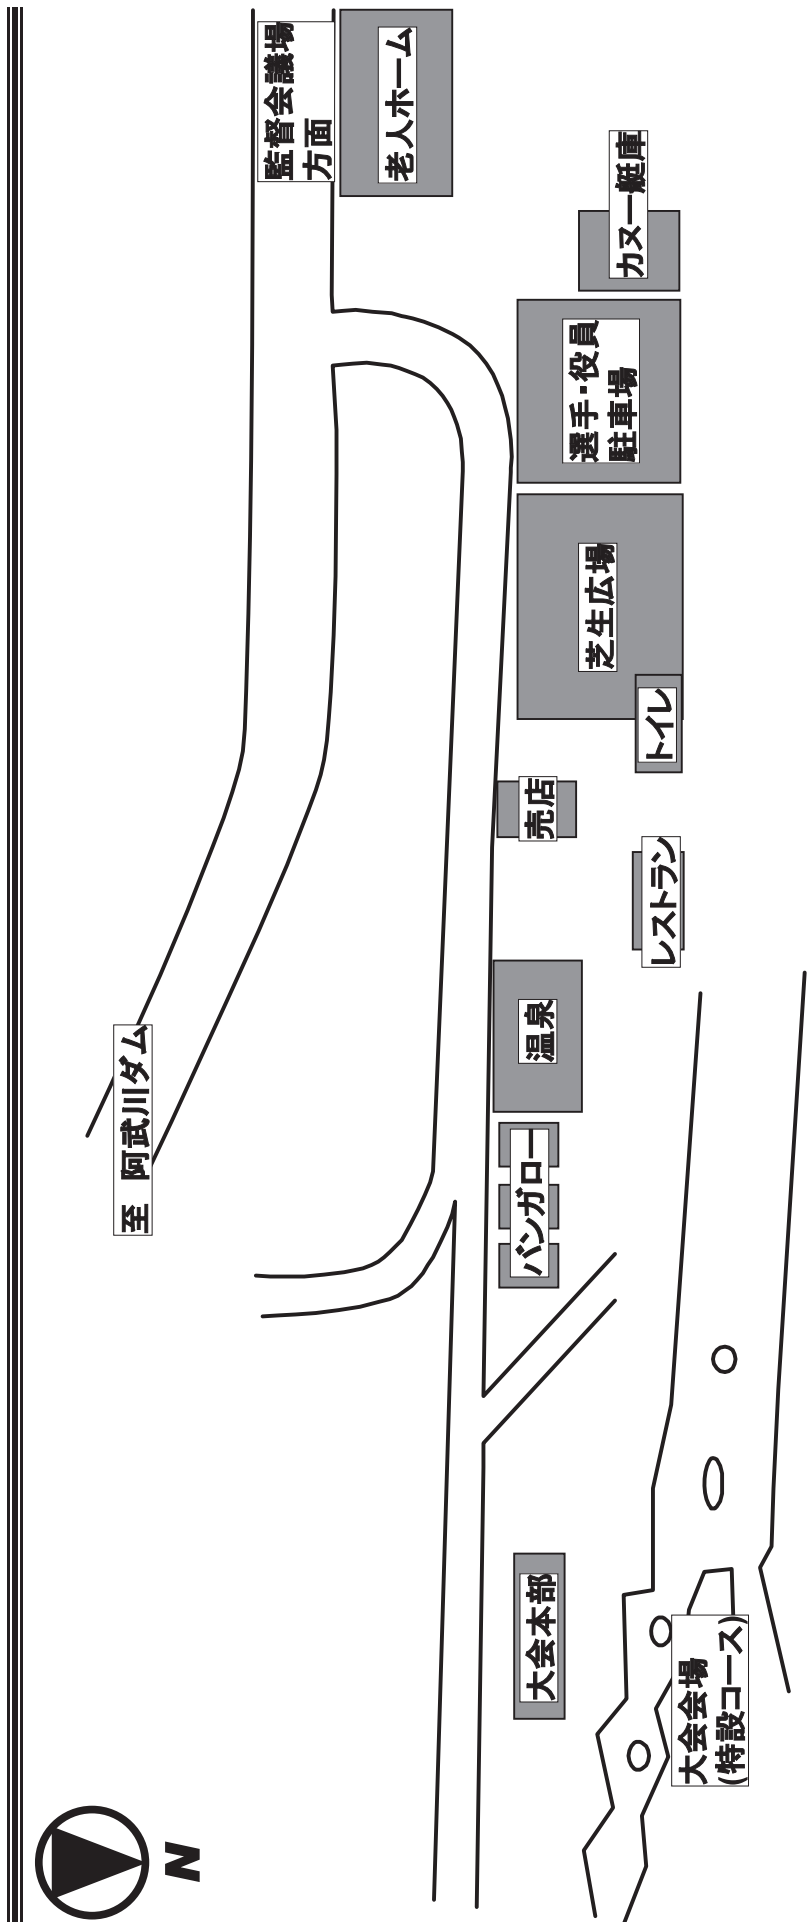 監督会議場
方面
老人ホーム
カヌー艇庫
選手・役員
駐車場
芝生広場
トイレ
売店
レストラン
温泉
至　阿武川ダム
バンガロー
大会本部
大会会場
(特設コース)
N